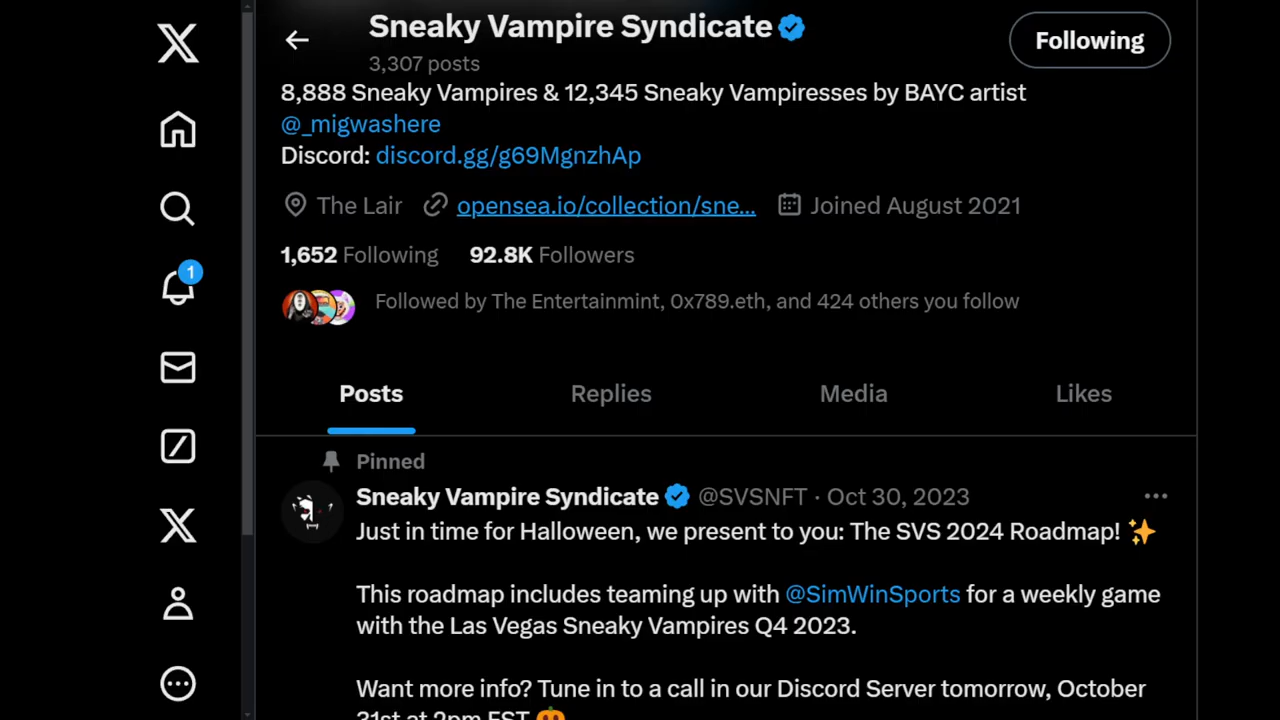 Sneaky Vampire Syndicate
Following
3,307 posts
8,888 Sneaky Vampires & 12,345 Sneaky Vampiresses by BAYC artist
@_migwashere
Discord: discord.gg/g69MgnzhAp
The Lair opensea.io/collection/sne... Joined August 2021
1,652 Following 92.8K Followers
1
Followed by The Entertainmint, 0x789.eth, and 424 others you follow
Posts Replies Media Likes
Pinned
Sneaky Vampire Syndicate @SVSNFT · Oct 30, 2023
Just in time for Halloween, we present to you: The SVS 2024 Roadmap! ✨
This roadmap includes teaming up with @SimWinSports for a weekly game
with the Las Vegas Sneaky Vampires Q4 2023.
Want more info? Tune in to a call in our Discord Server tomorrow, October
31st at 2pm EST 🎃